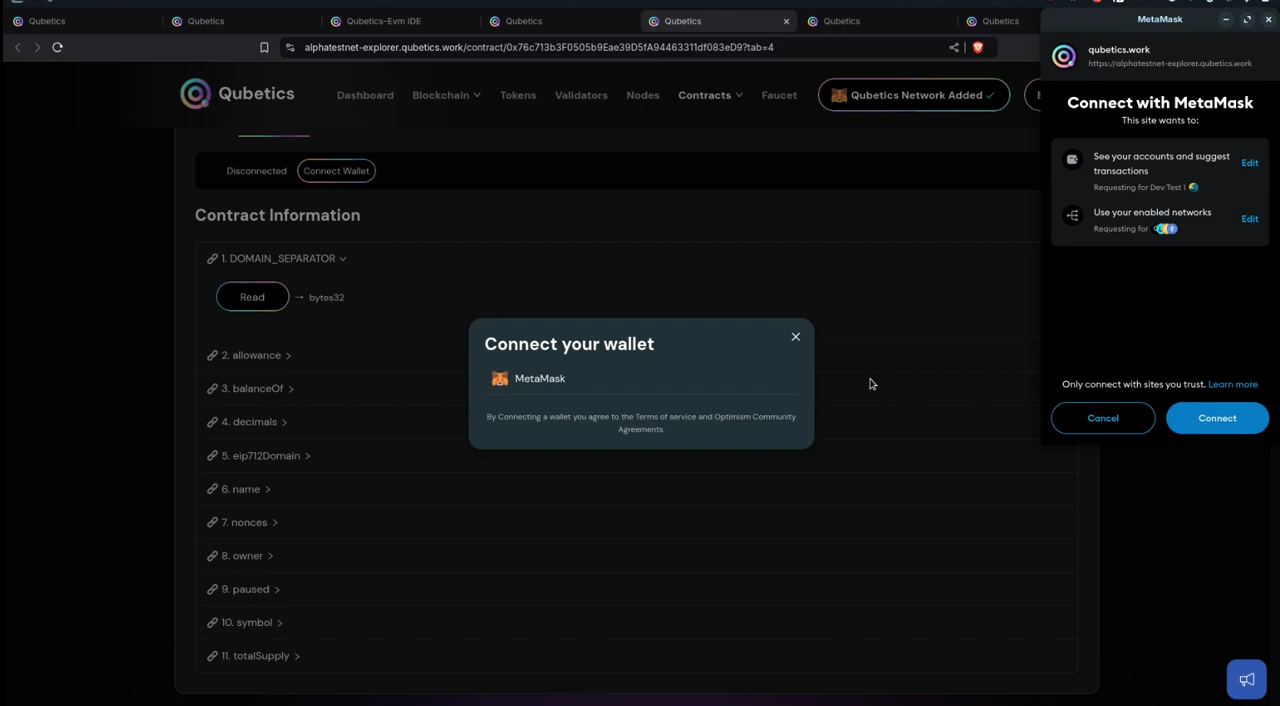 Qubetics
Qubetics
Qubetics-Evm IDE
Qubetics
Qubetics
Qubetics
Qubetics
alphatestnet-explorer.qubetics.work/contract/0x76c713b3F0505b9Eae39D5fA94463311df083eD9?tab=4
Qubetics
Dashboard
Blockchain
Tokens
Validators
Nodes
Contracts
Faucet
Qubetics Network Added
Disconnected
Connect Wallet
Contract Information
1. DOMAIN_SEPARATOR
Read
→ bytes32
2. allowance
3. balanceOf
4. decimals
5. eip712Domain
6. name
7. nonces
8. owner
9. paused
10. symbol
11. totalSupply
Connect your wallet
MetaMask
By Connecting a wallet you agree to the Terms of service and Optimism Community
Agreements.
MetaMask
qubetics.work
https://alphatestnet-explorer.qubetics.work
Connect with MetaMask
This site wants to:
See your accounts and suggest
transactions
Edit
Requesting for Dev Test 1
Use your enabled networks
Edit
Requesting for
Only connect with sites you trust. Learn more
Cancel
Connect